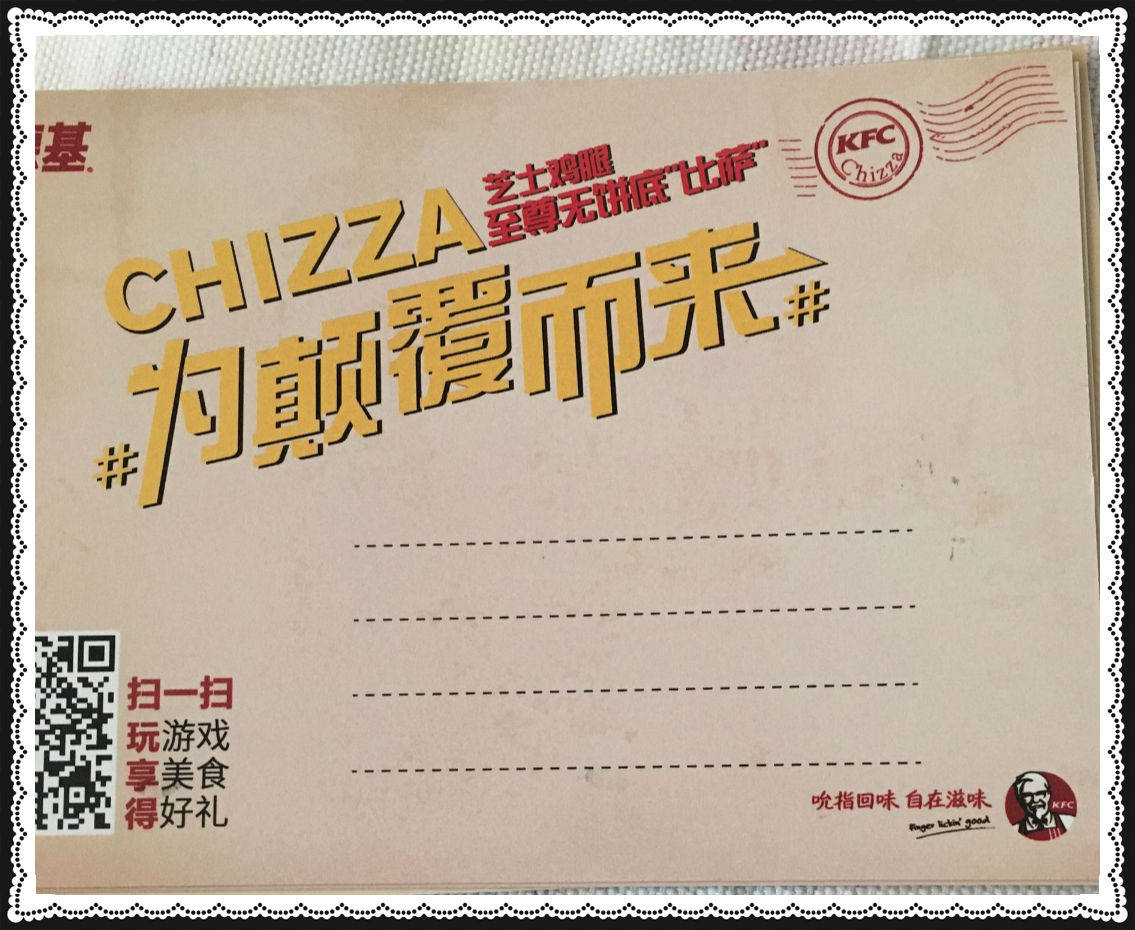 基
KFC
Chizza
芝士鸡腿
至尊无饼底"比萨"
CHIZZA
#为颠覆而来#
扫一扫
玩游戏
享美食
得好礼
吮指回味 自在滋味
Finger lickin' good
KFC